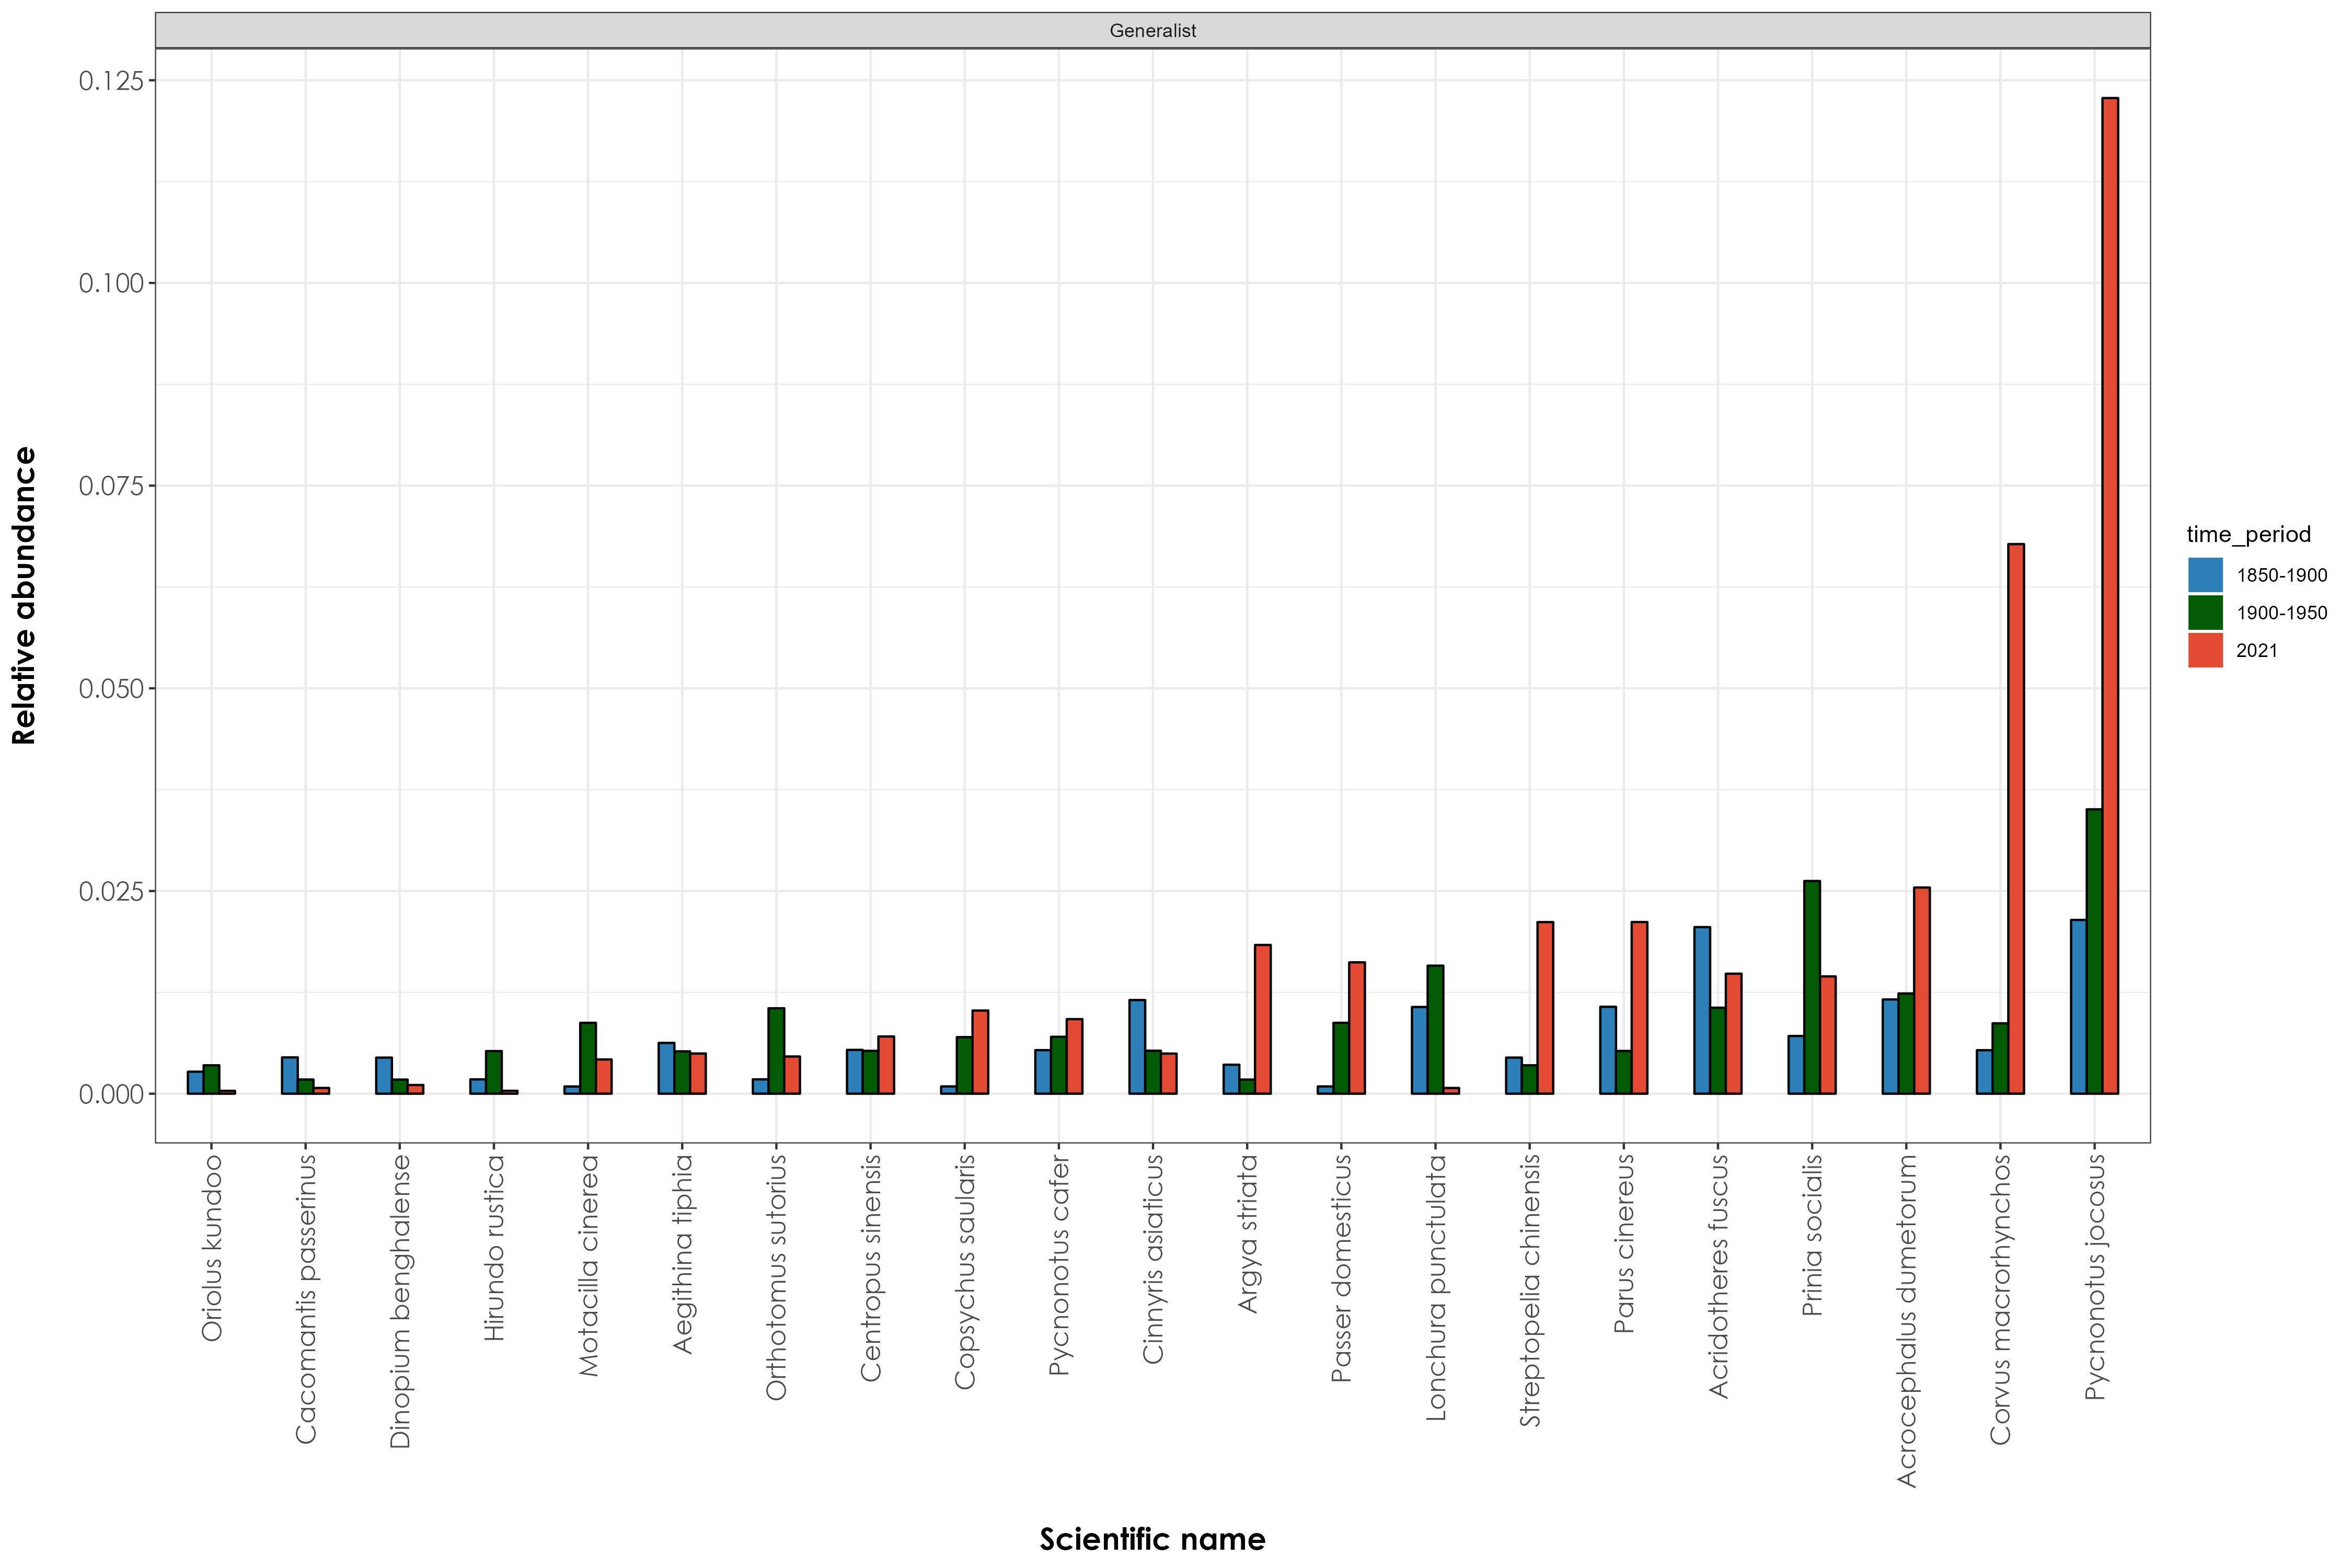 Generalist
0.125
0.100
0.075
0.050
0.025
0.000
Relative abundance
time_period
1850-1900
1900-1950
2021
Oriolus kundoo
Cacomantis passerinus
Dinopium benghalense
Hirundo rustica
Motacilla cinerea
Aegithina tiphia
Orthotomus sutorius
Centropus sinensis
Copsychus saularis
Pycnonotus cafer
Cinnyris asiaticus
Argya striata
Passer domesticus
Lonchura punctulata
Streptopelia chinensis
Parus cinereus
Acridotheres fuscus
Prinia socialis
Acrocephalus dumetorum
Corvus macrorhynchos
Pycnonotus jocosus
Scientific name